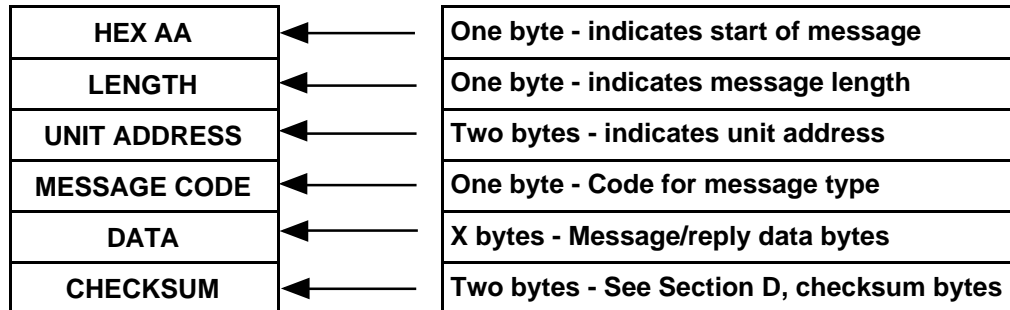 HEX AA One byte - indicates start of message
LENGTH One byte - indicates message length
UNIT ADDRESS Two bytes - indicates unit address
MESSAGE CODE One byte - Code for message type
DATA X bytes - Message/reply data bytes
CHECKSUM Two bytes - See Section D, checksum bytes